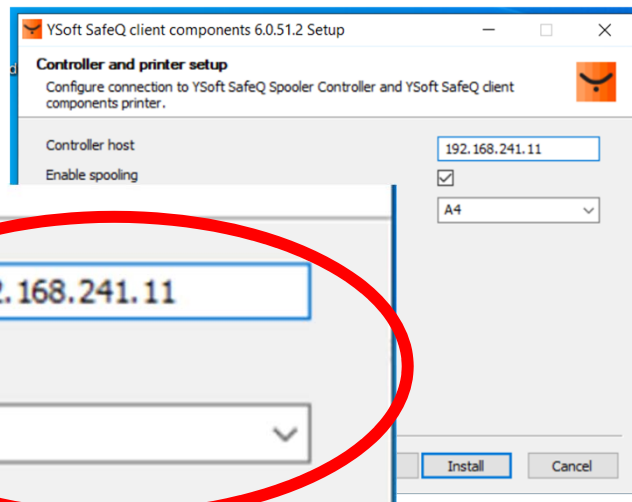 YSoft SafeQ client components 6.0.51.2 Setup
Controller and printer setup
Configure connection to YSoft SafeQ Spooler Controller and YSoft SafeQ client
components printer.
Controller host
192.168.241.11
Enable spooling
A4
.168.241.11
Install
Cancel